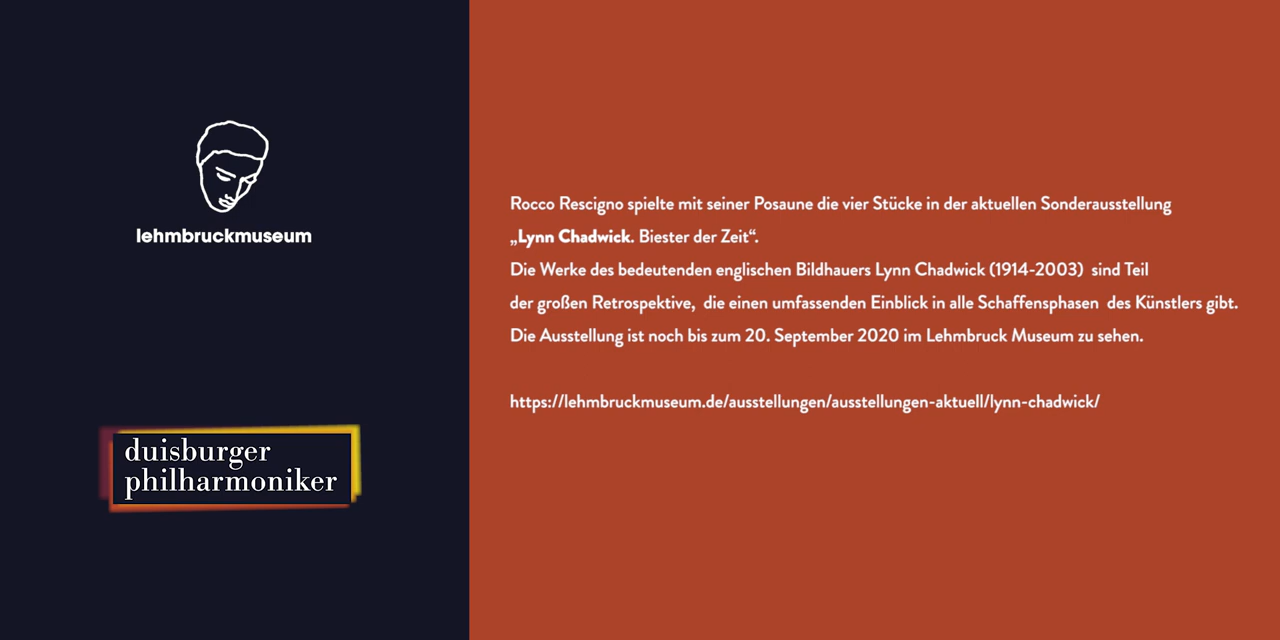 lehmbruckmuseum
duisburger
philharmoniker
Rocco Rescigno spielte mit seiner Posaune die vier Stücke in der aktuellen Sonderausstellung
„Lynn Chadwick. Biester der Zeit“.
Die Werke des bedeutenden englischen Bildhauers Lynn Chadwick (1914-2003) sind Teil
der großen Retrospektive, die einen umfassenden Einblick in alle Schaffensphasen des Künstlers gibt.
Die Ausstellung ist noch bis zum 20. September 2020 im Lehmbruck Museum zu sehen.
https://lehmbruckmuseum.de/ausstellungen/ausstellungen-aktuell/lynn-chadwick/